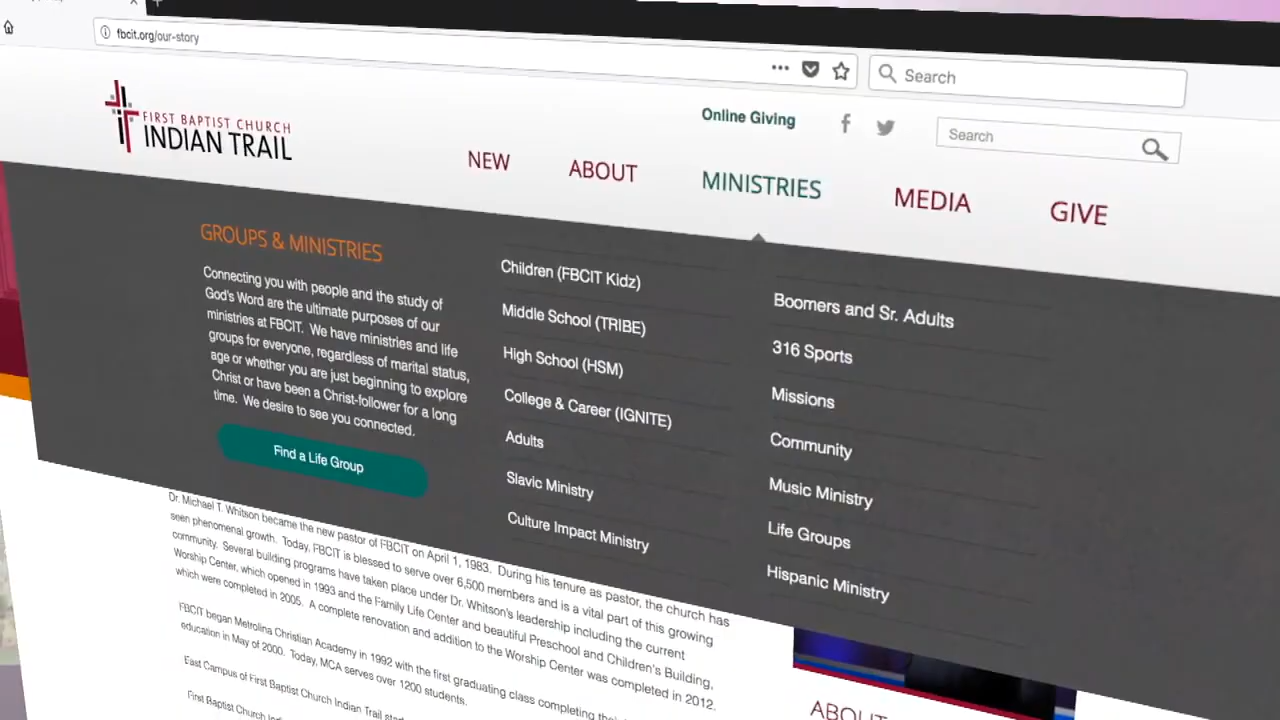 fbcit.org/our-story
Search
FIRST BAPTIST CHURCH
INDIAN TRAIL
Online Giving
Search
NEW
ABOUT
MINISTRIES
MEDIA
GIVE
GROUPS & MINISTRIES
Connecting you with people and the study of
God's Word are the ultimate purposes of our
ministries at FBCIT. We have ministries and life
groups for everyone, regardless of marital status,
age or whether you are just beginning to explore
Christ or have been a Christ-follower for a long
time. We desire to see you connected.
Find a Life Group
Children (FBCIT Kidz)
Middle School (TRIBE)
High School (HSM)
College & Career (IGNITE)
Adults
Slavic Ministry
Culture Impact Ministry
Boomers and Sr. Adults
316 Sports
Missions
Community
Music Ministry
Life Groups
Hispanic Ministry
Dr. Michael T. Whitson became the new pastor of FBCIT on April 1, 1983. During his tenure as pastor, the church has
seen phenomenal growth. Today, FBCIT is blessed to serve over 6,500 members and is a vital part of this growing
community. Several building programs have taken place under Dr. Whitson's leadership including the current
Worship Center, which opened in 1993 and the Family Life Center and beautiful Preschool and Children's Building,
which were completed in 2005. A complete renovation and addition to the Worship Center was completed in 2012.
FBCIT began Metrolina Christian Academy in 1992 with the first graduating class completing their
education in May of 2000. Today, MCA serves over 1200 students.
East Campus of First Baptist Church Indian Trail
First Baptist Church
ABOUT